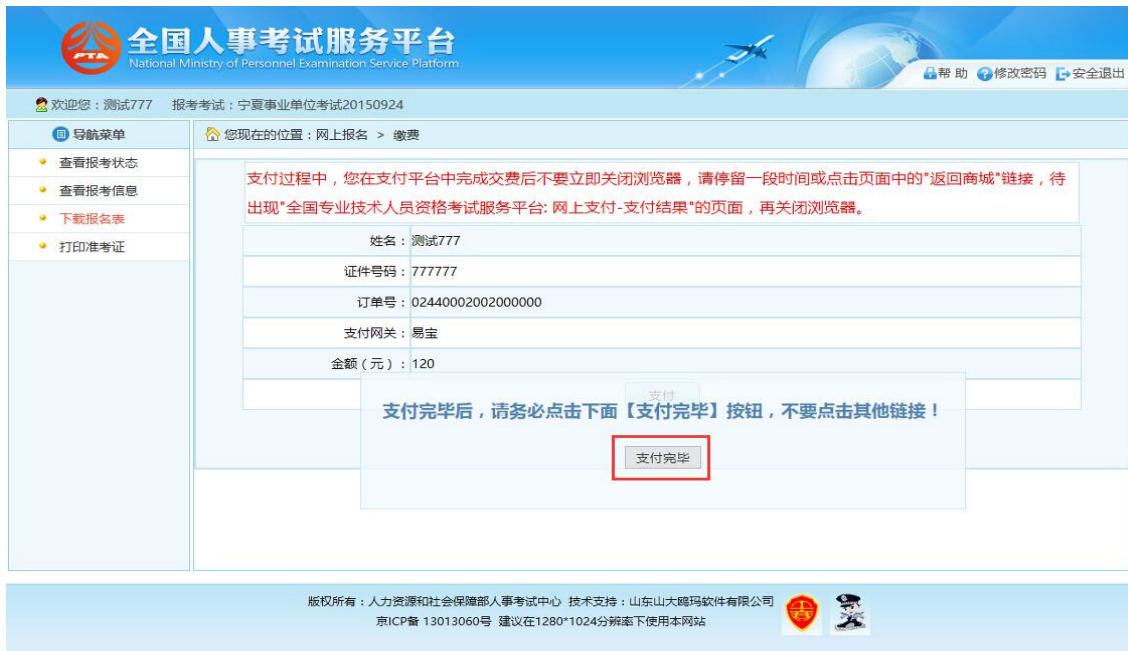 全国人事考试服务平台
National Ministry of Personnel Examination Service Platform
PTA
帮 助 修改密码 安全退出
欢迎您：测试777 报考考试：宁夏事业单位考试20150924
导航菜单
您现在的位置：网上报名 > 缴费
查看报考状态
查看报考信息
下载报名表
打印准考证
支付过程中，您在支付平台中完成交费后不要立即关闭浏览器，请停留一段时间或点击页面中的"返回商城"链接，待
出现"全国专业技术人员资格考试服务平台: 网上支付-支付结果"的页面，再关闭浏览器。
姓名：测试777
证件号码：777777
订单号：02440002002000000
支付网关：易宝
金额（元）：120
支付
支付完毕后，请务必点击下面【支付完毕】按钮，不要点击其他链接！
支付完毕
版权所有：人力资源和社会保障部人事考试中心 技术支持：山东山大鸥玛软件有限公司
京ICP备 13013060号 建议在1280*1024分辨率下使用本网站